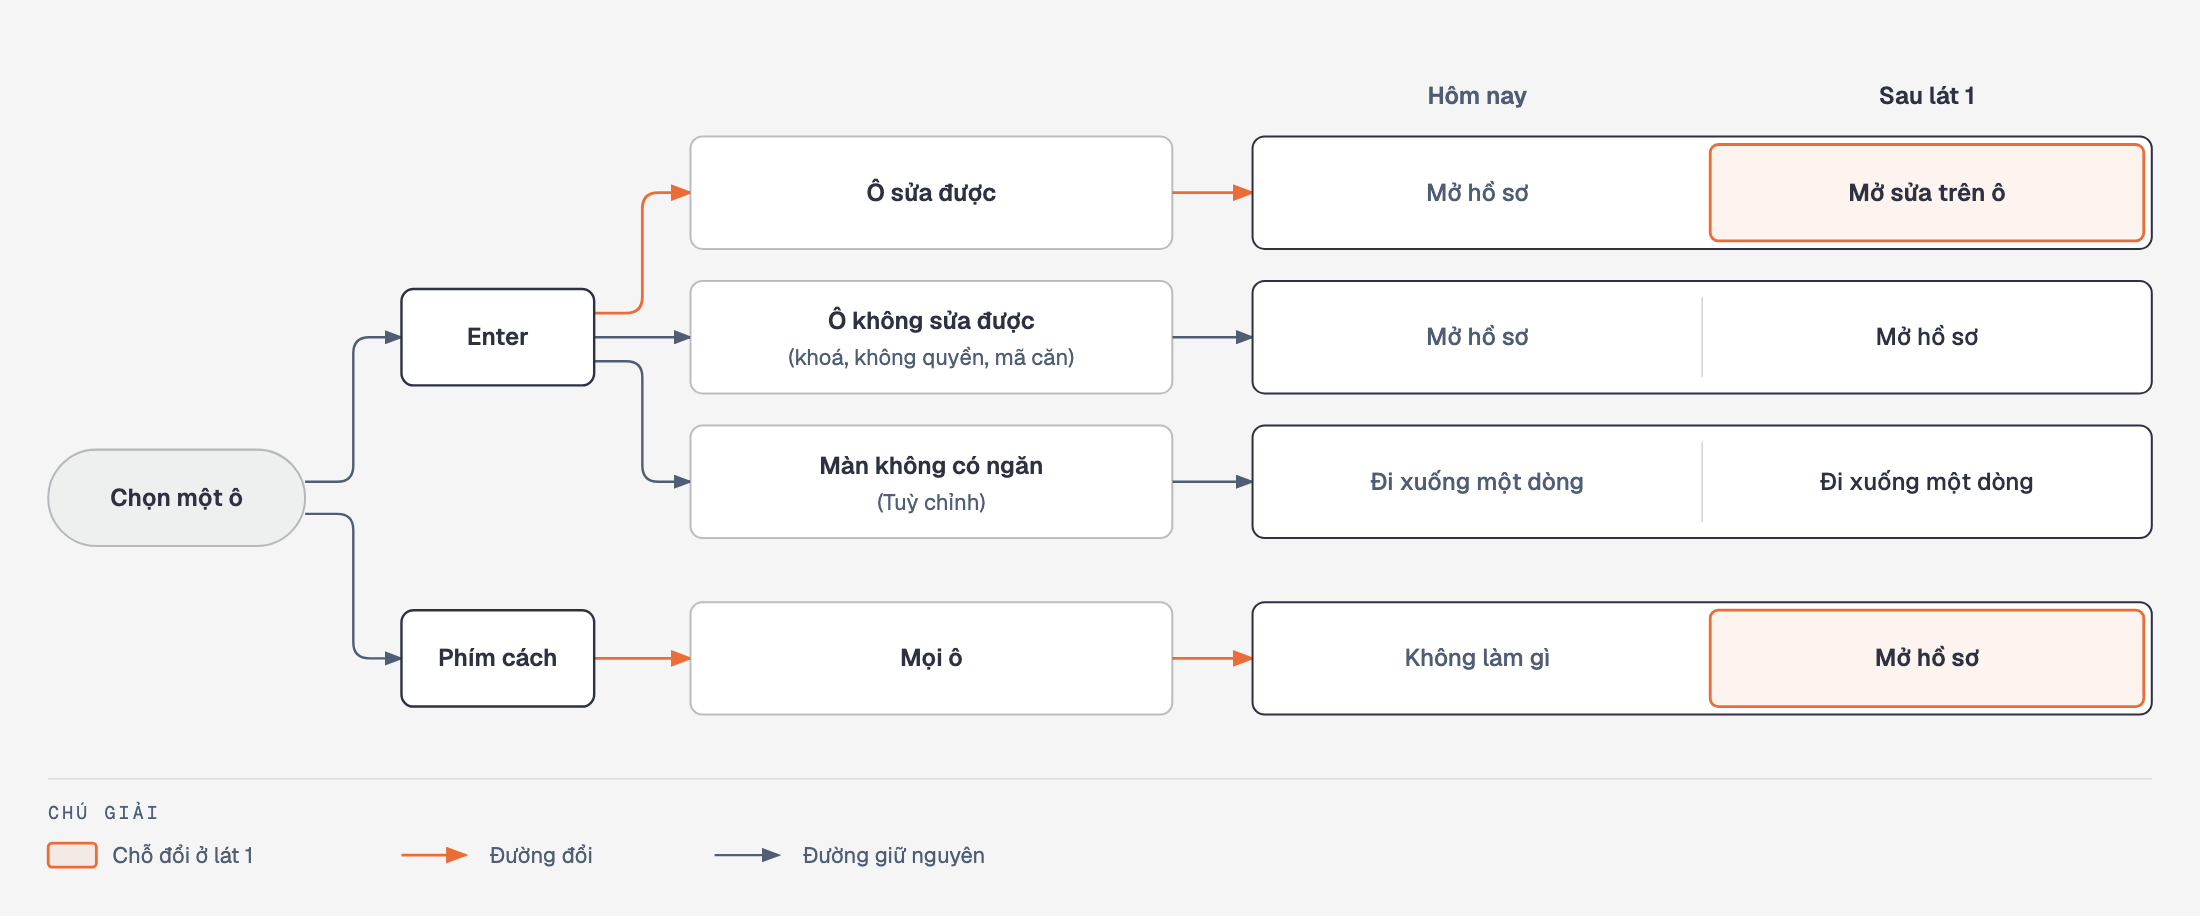 Hôm nay
Sau lát 1
Ô sửa được
Mở hồ sơ
Mở sửa trên ô
Enter
Ô không sửa được
(khoá, không quyền, mã căn)
Mở hồ sơ
Mở hồ sơ
Chọn một ô
Màn không có ngăn
(Tuỳ chỉnh)
Đi xuống một dòng
Đi xuống một dòng
Phím cách
Mọi ô
Không làm gì
Mở hồ sơ
CHÚ GIẢI
Chỗ đổi ở lát 1
Đường đổi
Đường giữ nguyên